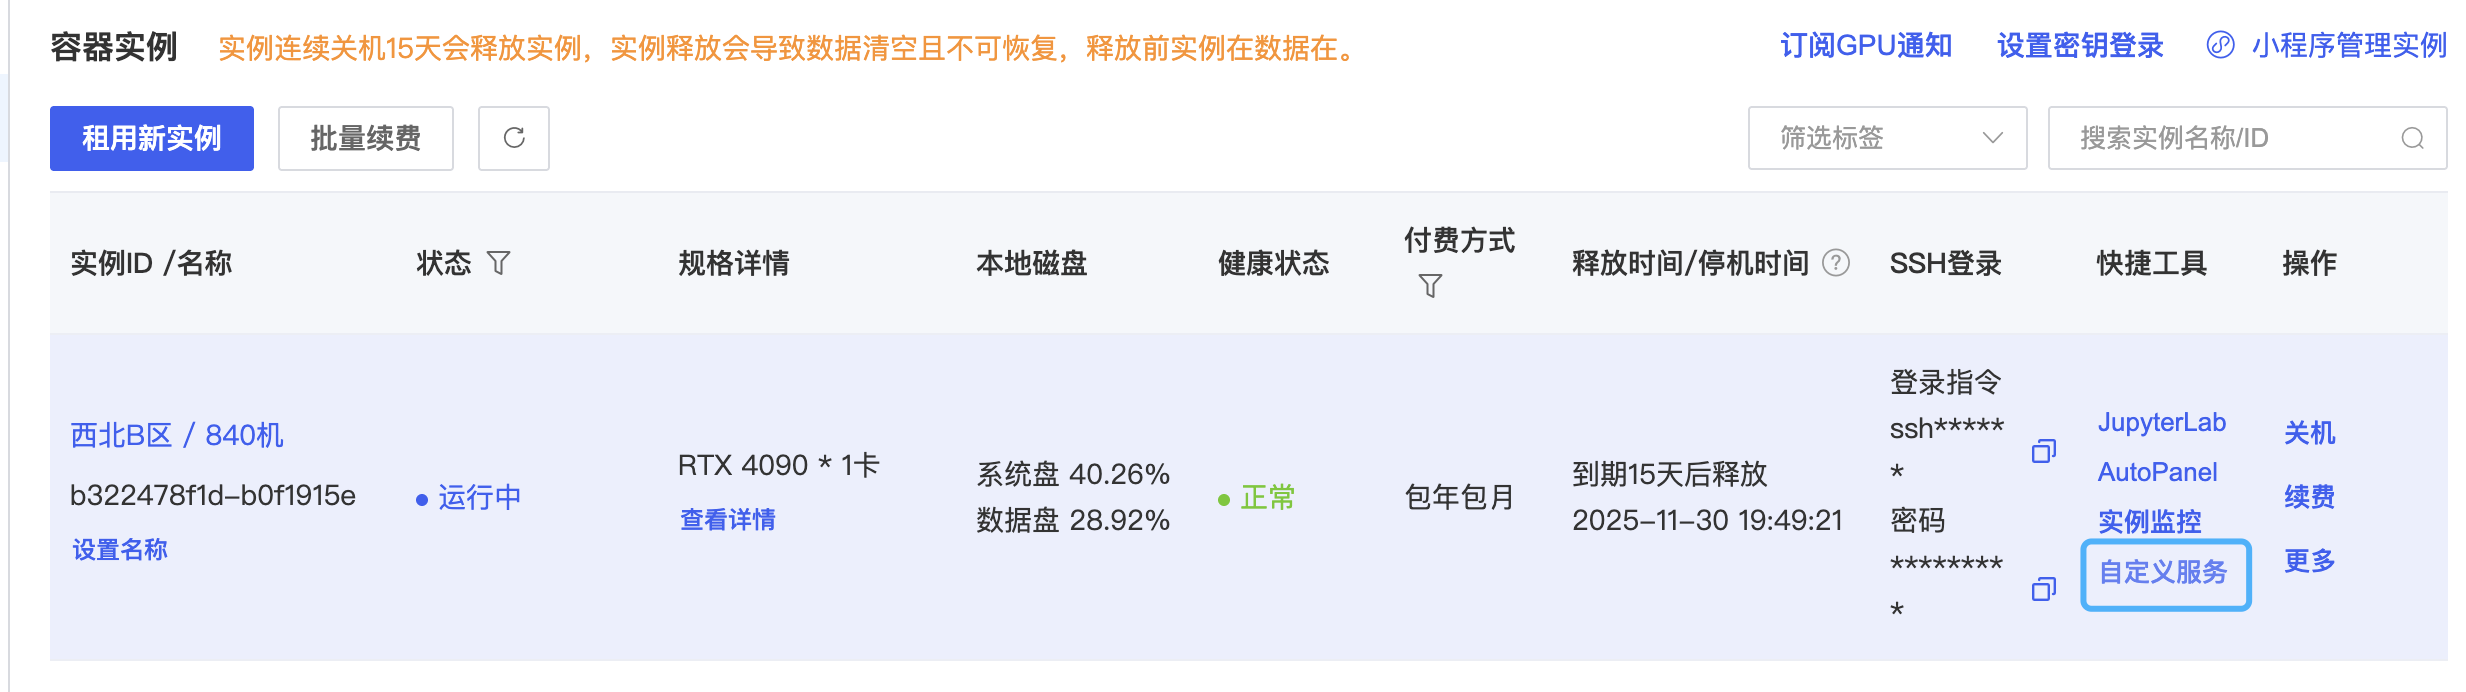 容器实例 实例连续关机15天会释放实例，实例释放会导致数据清空且不可恢复，释放前实例在数据在。 订阅GPU通知 设置密钥登录 小程序管理实例
租用新实例 批量续费 筛选标签 搜索实例名称/ID
实例ID /名称 状态 规格详情 本地磁盘 健康状态 付费方式 释放时间/停机时间 SSH登录 快捷工具 操作
西北B区 / 840机
b322478f1d-b0f1915e
设置名称
运行中
RTX 4090 * 1卡
查看详情
系统盘 40.26%
数据盘 28.92%
正常
包年包月
到期15天后释放
2025-11-30 19:49:21
登录指令
ssh*****
*
密码
********
*
JupyterLab
AutoPanel
实例监控
自定义服务
关机
续费
更多